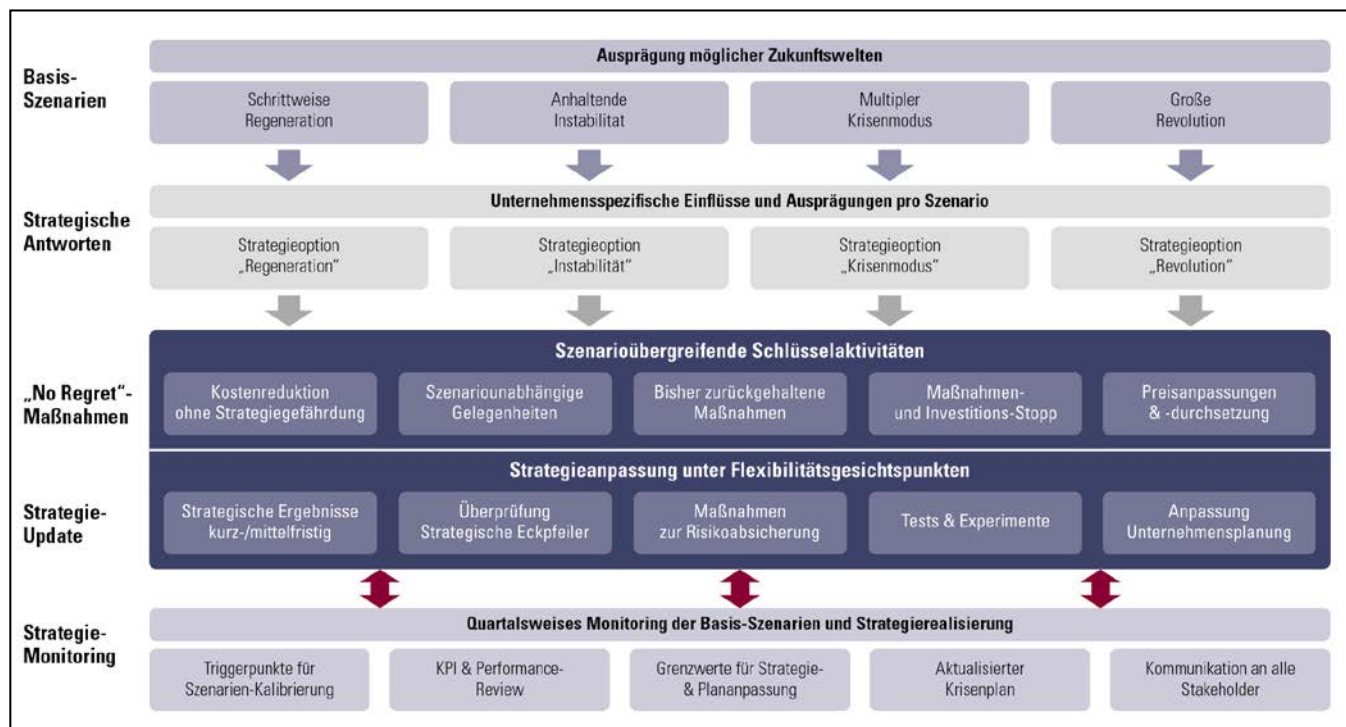 Basis-
Szenarien
Ausprägung möglicher Zukunftswelten
Schrittweise
Regeneration
Anhaltende
Instabilitat
Multipler
Krisenmodus
Große
Revolution
Strategische
Antworten
Unternehmensspezifische Einflüsse und Ausprägungen pro Szenario
Strategieoption
„Regeneration“
Strategieoption
„Instabilität“
Strategieoption
„Krisenmodus“
Strategieoption
„Revolution“
„No Regret“-
Maßnahmen
Szenarioübergreifende Schlüsselaktivitäten
Kostenreduktion
ohne Strategiegefährdung
Szenariounabhängige
Gelegenheiten
Bisher zurückgehaltene
Maßnahmen
Maßnahmen-
und Investitions-Stopp
Preisanpassungen
& -durchsetzung
Strategie-
Update
Strategieanpassung unter Flexibilitätsgesichtspunkten
Strategische Ergebnisse
kurz-/mittelfristig
Überprüfung
Strategische Eckpfeiler
Maßnahmen
zur Risikoabsicherung
Tests & Experimente
Anpassung
Unternehmensplanung
Strategie-
Monitoring
Quartalsweises Monitoring der Basis-Szenarien und Strategierealisierung
Triggerpunkte für
Szenarien-Kalibrierung
KPI & Performance-
Review
Grenzwerte für Strategie-
& Plananpassung
Aktualisierter
Krisenplan
Kommunikation an alle
Stakeholder